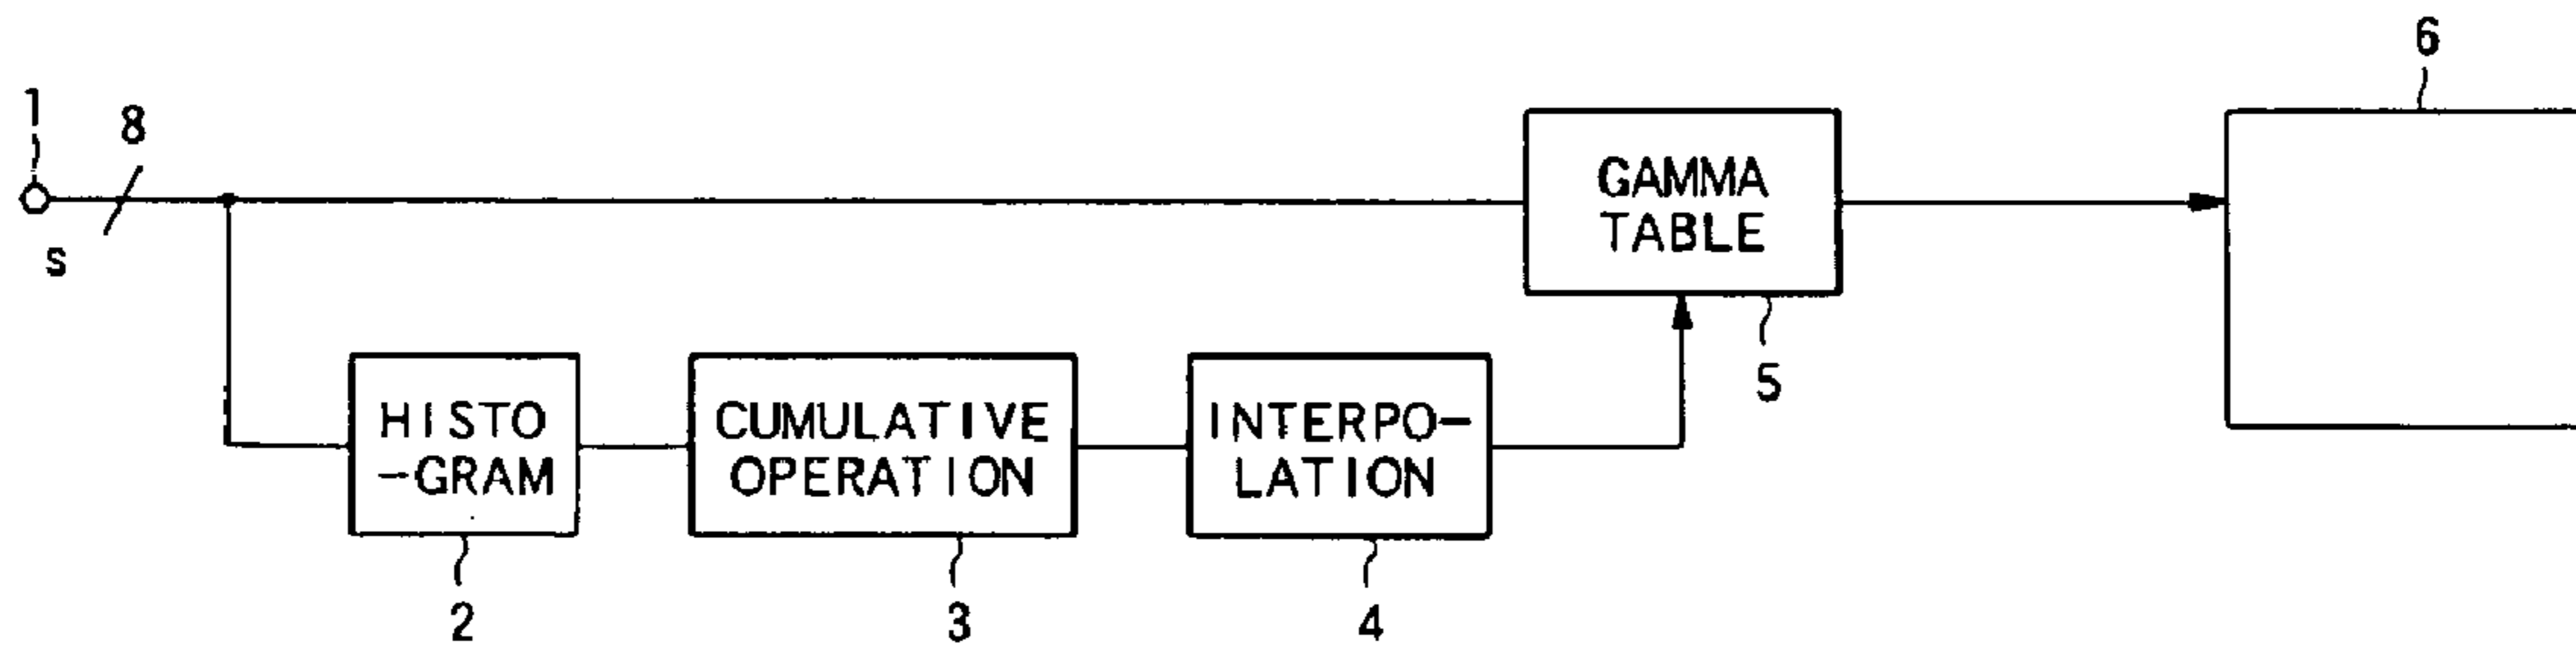 6
1
8
s
GAMMA
TABLE
5
HISTO
-GRAM
CUMULATIVE
OPERATION
INTERPO-
LATION
2
3
4